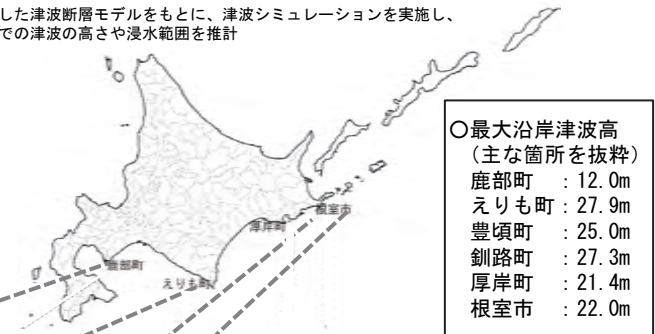 した津波断層モデルをもとに、津波シミュレーションを実施し、
での津波の高さや浸水範囲を推計
〇最大沿岸津波高
（主な箇所を抜粋）
鹿部町　：12.0m
えりも町：27.9m
豊頃町　：25.0m
釧路町　：27.3m
厚岸町　：21.4m
根室市　：22.0m
根室市
厚岸町
鹿部町
えりも町